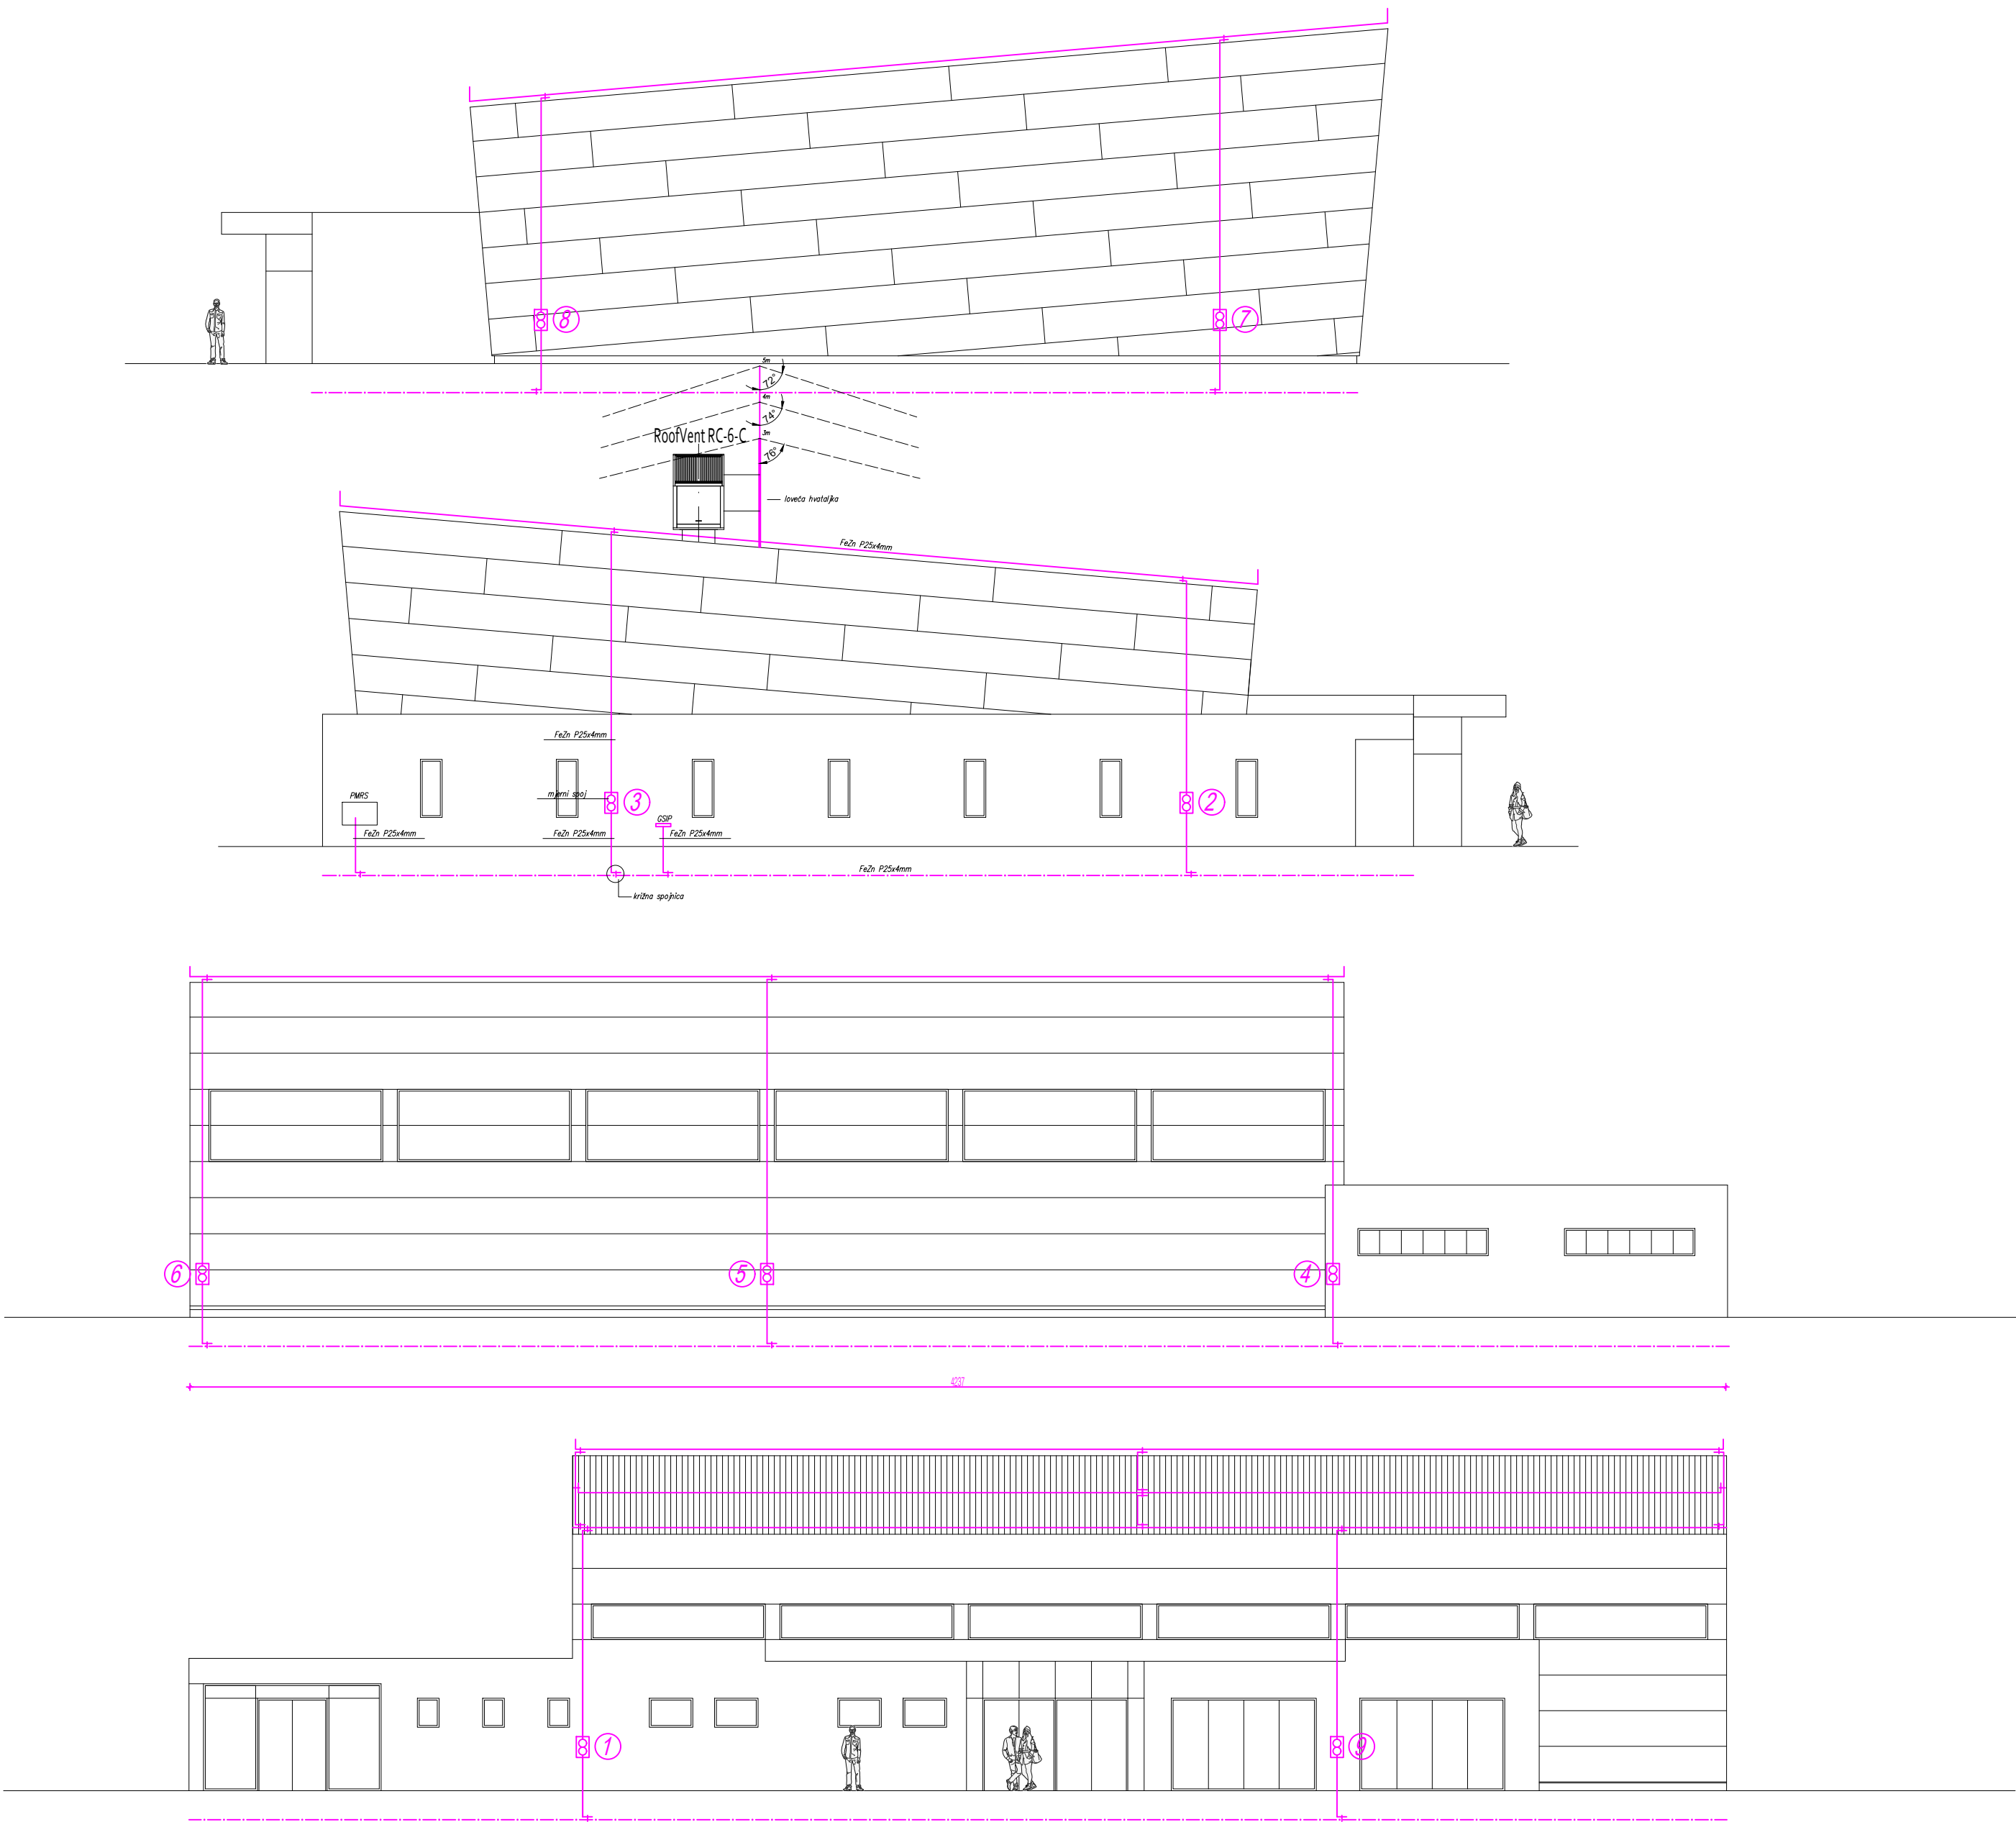 8
7
5m
72°
4m
74°
RoofVent RC-6-C
3m
76°
loveća hvataljka
FeZn P25x4mm
FeZn P25x4mm
PMRS
mjerni spoj
3
2
GSIP
FeZn P25x4mm
FeZn P25x4mm
FeZn P25x4mm
FeZn P25x4mm
križna spojnica
6
5
4
4237
1
9